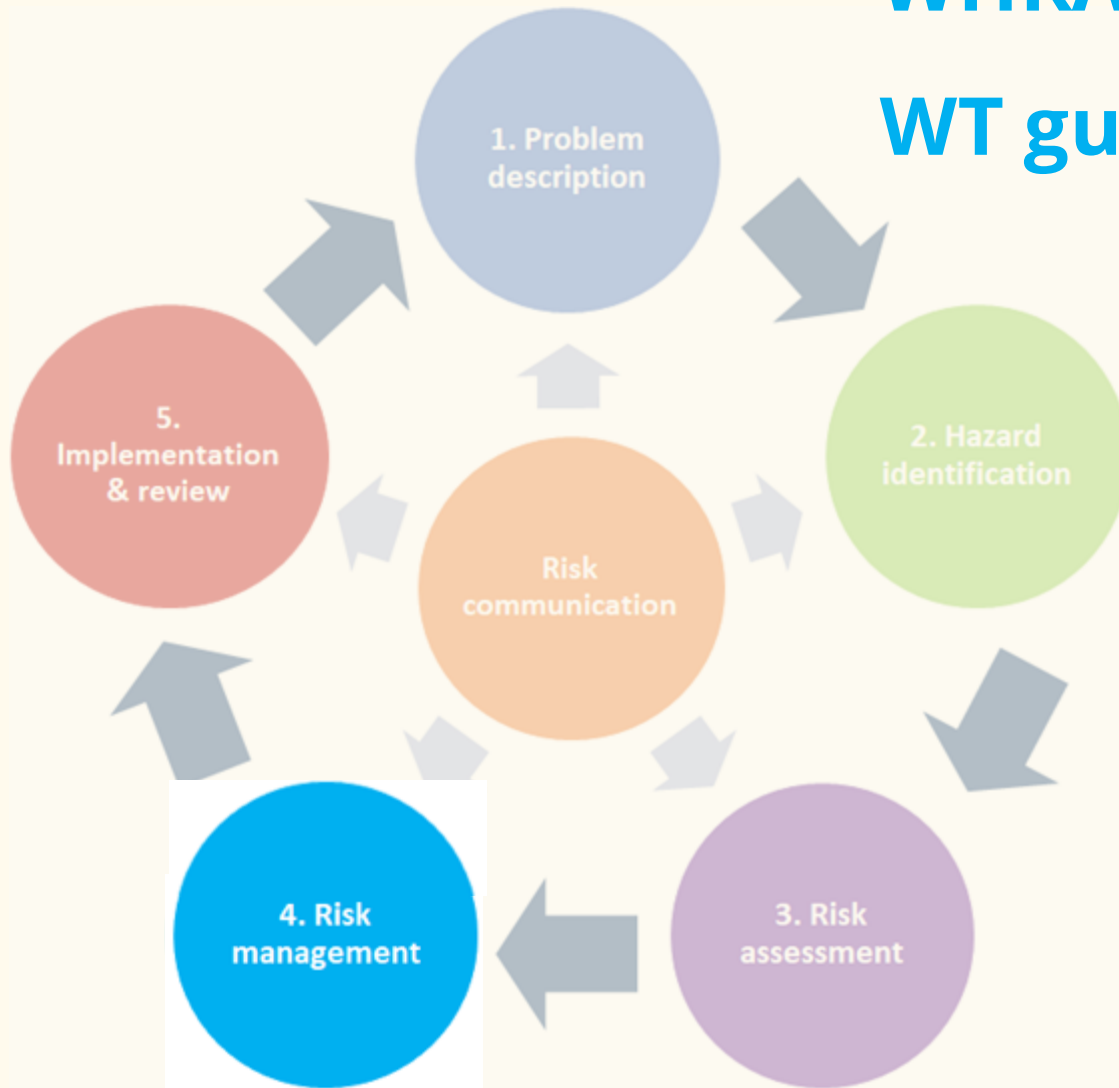 WT gu
1. Problem
description
5.
Implementation
& review
2. Hazard
identification
Risk
communication
4. Risk
management
3. Risk
assessment